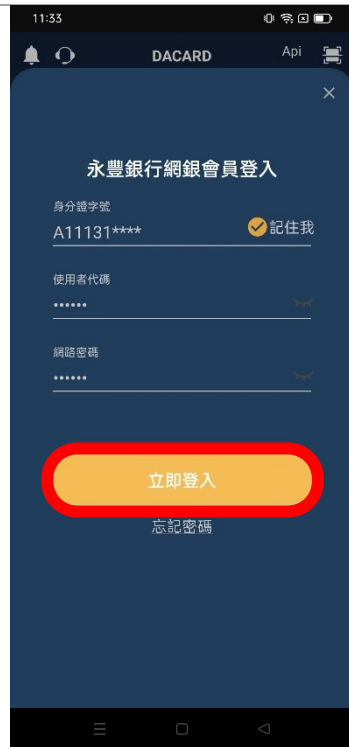 11:33
DACARD
Api
永豐銀行網銀會員登入
身分證字號
A11131****
記住我
使用者代碼
••••••
網路密碼
••••••
立即登入
忘記密碼